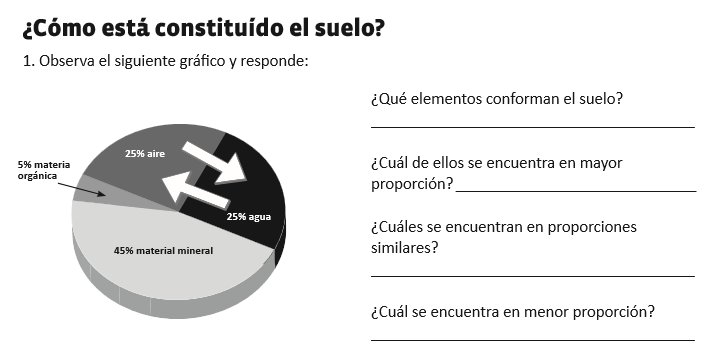 ¿Cómo está constituído el suelo?
1. Observa el siguiente gráfico y responde:
5% materia
orgánica
25% aire
25% agua
45% material mineral
¿Qué elementos conforman el suelo?
¿Cuál de ellos se encuentra en mayor
proporción?
¿Cuáles se encuentran en proporciones
similares?
¿Cuál se encuentra en menor proporción?